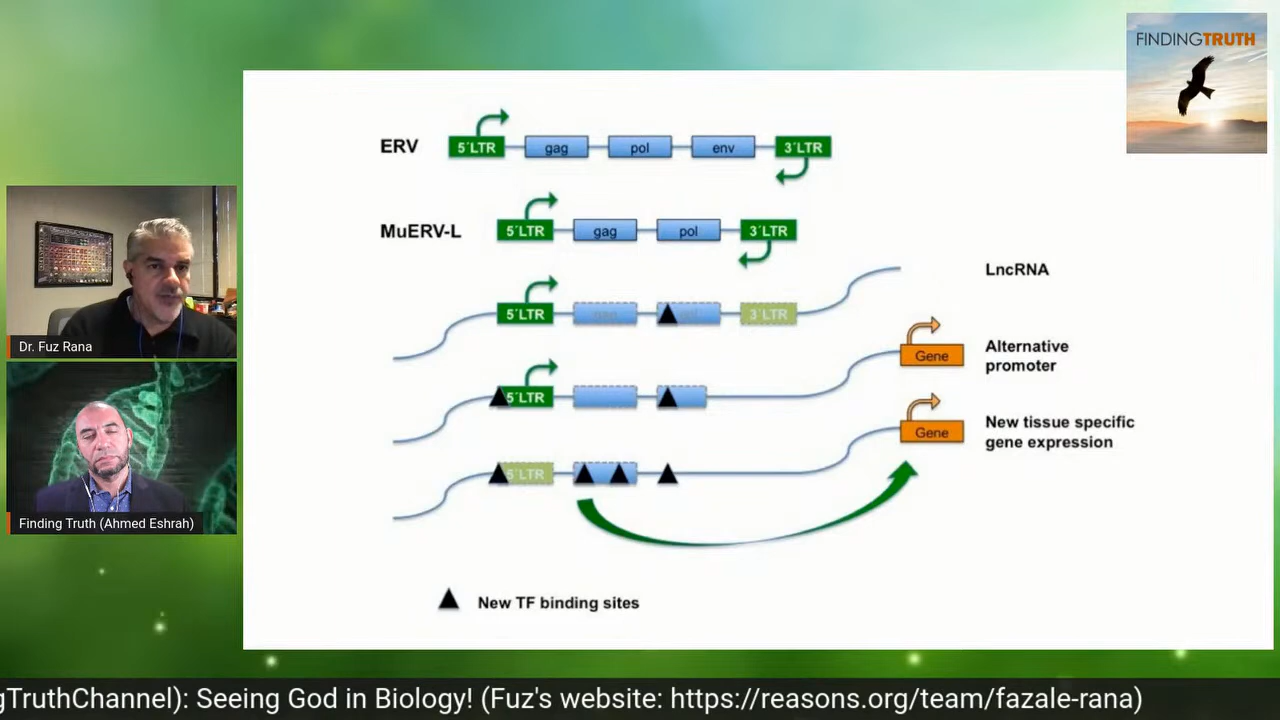 FINDINGTRUTH
ERV
5´LTR
gag
pol
env
3´LTR
MuERV-L
5´LTR
gag
pol
3´LTR
LncRNA
5´LTR
3´LTR
Alternative
promoter
Gene
5´LTR
New tissue specific
gene expression
Gene
5´LTR
New TF binding sites
Dr. Fuz Rana
Finding Truth (Ahmed Eshrah)
gTruthChannel): Seeing God in Biology! (Fuz's website: https://reasons.org/team/fazale-rana)